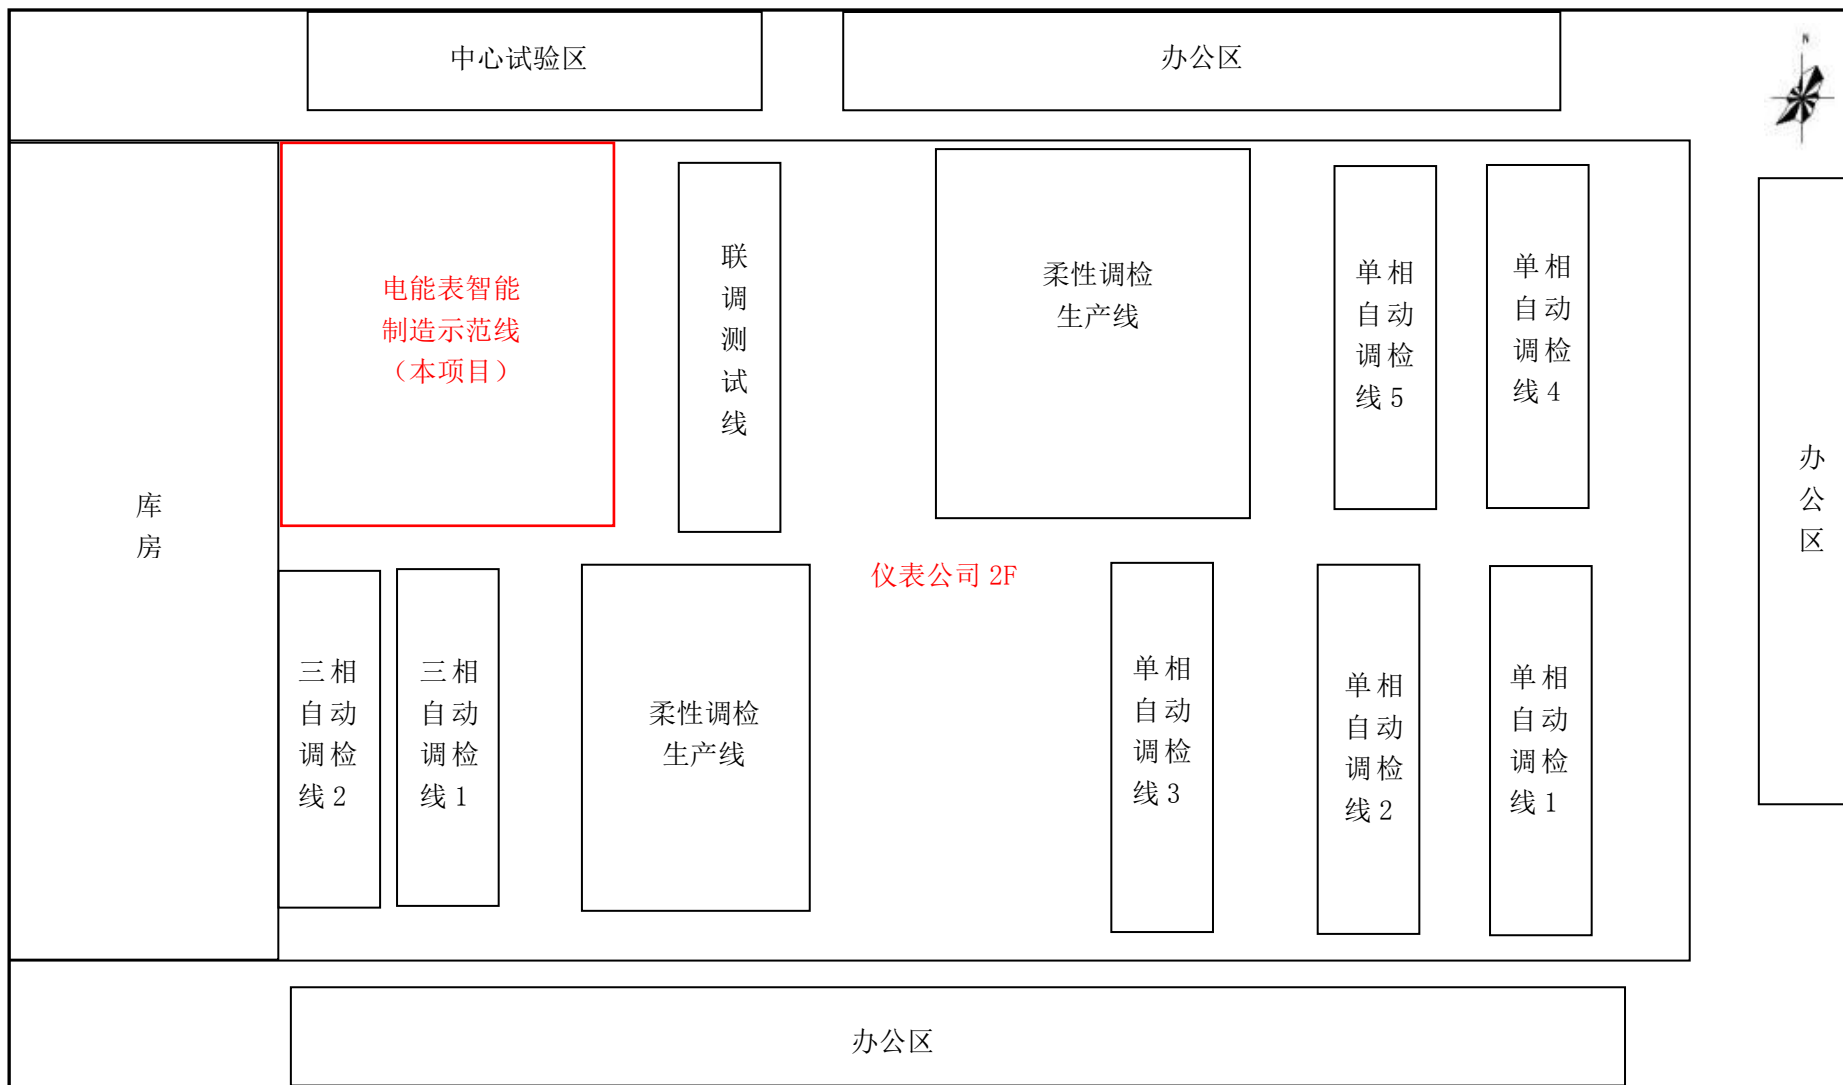 中心试验区
办公区
N
电能表智能
制造示范线
（本项目）
联
调
测
试
线
柔性调检
生产线
单相
自动
调检
线 5
单相
自动
调检
线 4
办
公
区
库
房
仪表公司 2F
三相
自动
调检
线 2
三相
自动
调检
线 1
柔性调检
生产线
单相
自动
调检
线 3
单相
自动
调检
线 2
单相
自动
调检
线 1
办公区